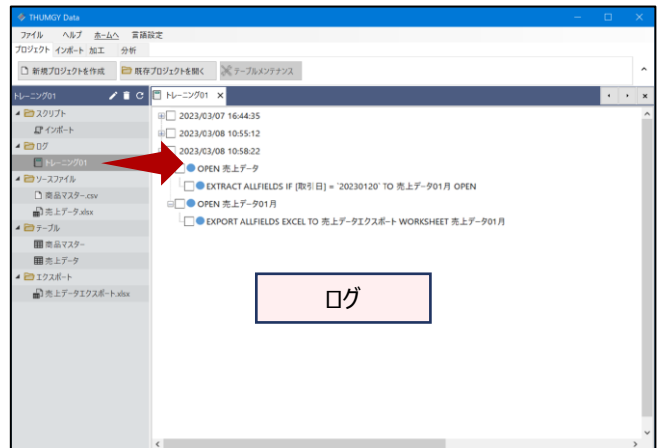 THUMGY Data
ファイル ヘルプ ホームへ 言語設定
プロジェクト インポート 加工 分析
新規プロジェクトを作成 既存プロジェクトを開く テーブルメンテナンス
トレーニング01
トレーニング01
スクリプト
インポート
ログ
トレーニング01
ソースファイル
商品マスター.csv
売上データ.xlsx
テーブル
商品マスター
売上データ
エクスポート
売上データエクスポート.xlsx
2023/03/07 16:44:35
2023/03/08 10:55:12
2023/03/08 10:58:22
OPEN 売上データ
EXTRACT ALLFIELDS IF [取引日] = `20230120` TO 売上データ01月 OPEN
OPEN 売上データ01月
EXPORT ALLFIELDS EXCEL TO 売上データエクスポート WORKSHEET 売上データ01月
ログ